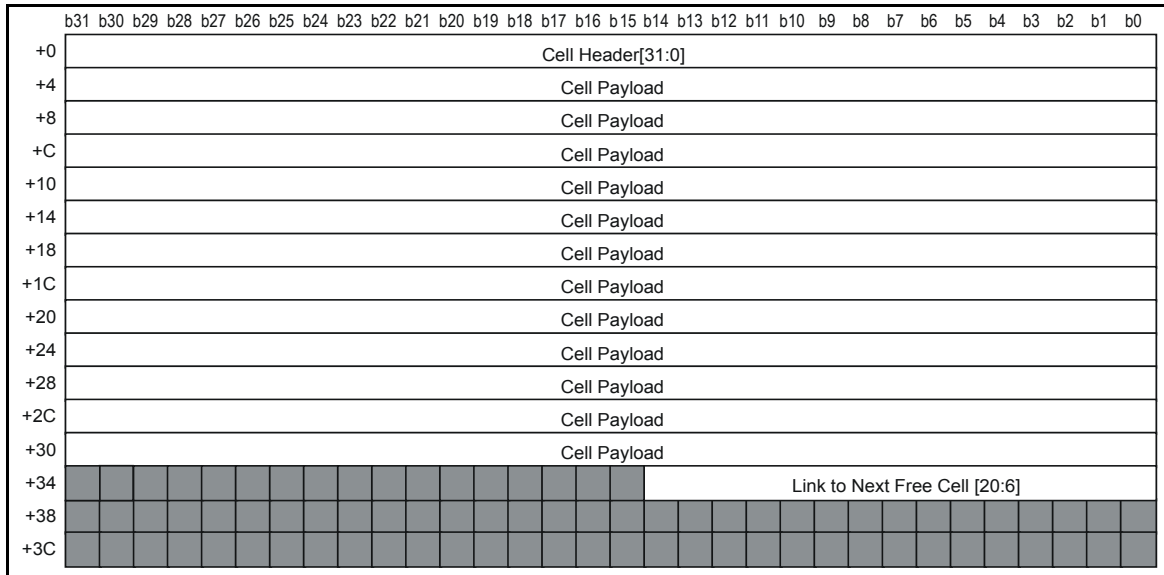 b31 b30 b29 b28 b27 b26 b25 b24 b23 b22 b21 b20 b19 b18 b17 b16 b15 b14 b13 b12 b11 b10 b9 b8 b7 b6 b5 b4 b3 b2 b1 b0
+0 Cell Header[31:0]
+4 Cell Payload
+8 Cell Payload
+C Cell Payload
+10 Cell Payload
+14 Cell Payload
+18 Cell Payload
+1C Cell Payload
+20 Cell Payload
+24 Cell Payload
+28 Cell Payload
+2C Cell Payload
+30 Cell Payload
+34 Link to Next Free Cell [20:6]
+38
+3C